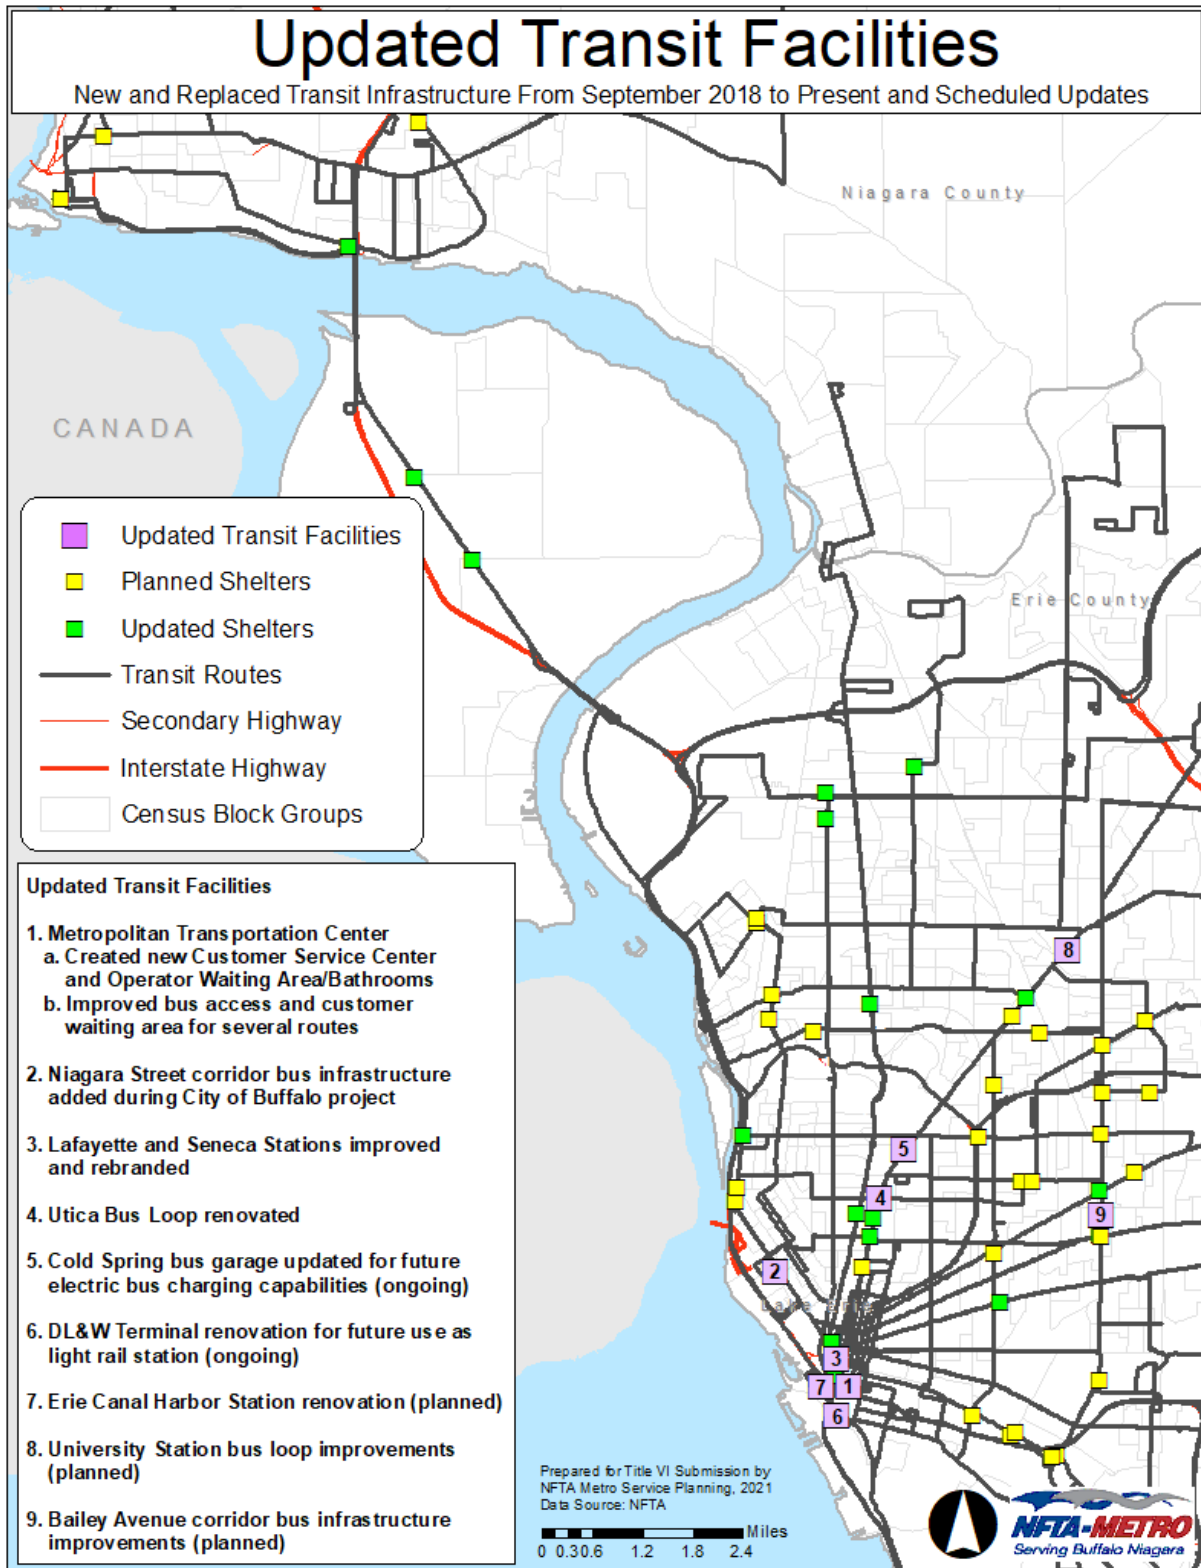 Updated Transit Facilities
New and Replaced Transit Infrastructure From September 2018 to Present and Scheduled Updates
Niagara County
CANADA
Erie County
Updated Transit Facilities
Planned Shelters
Updated Shelters
Transit Routes
Secondary Highway
Interstate Highway
Census Block Groups
Updated Transit Facilities
1. Metropolitan Transportation Center
a. Created new Customer Service Center
and Operator Waiting Area/Bathrooms
b. Improved bus access and customer
waiting area for several routes
2. Niagara Street corridor bus infrastructure
added during City of Buffalo project
3. Lafayette and Seneca Stations improved
and rebranded
4. Utica Bus Loop renovated
5. Cold Spring bus garage updated for future
electric bus charging capabilities (ongoing)
6. DL&W Terminal renovation for future use as
light rail station (ongoing)
7. Erie Canal Harbor Station renovation (planned)
8. University Station bus loop improvements
(planned)
9. Bailey Avenue corridor bus infrastructure
improvements (planned)
8
5
4
9
2
Lake Erie
3
7 1
6
Prepared for Title VI Submission by
NFTA Metro Service Planning, 2021
Data Source: NFTA
Miles
0 0.30.6 1.2 1.8 2.4
NFTA-METRO
Serving Buffalo Niagara